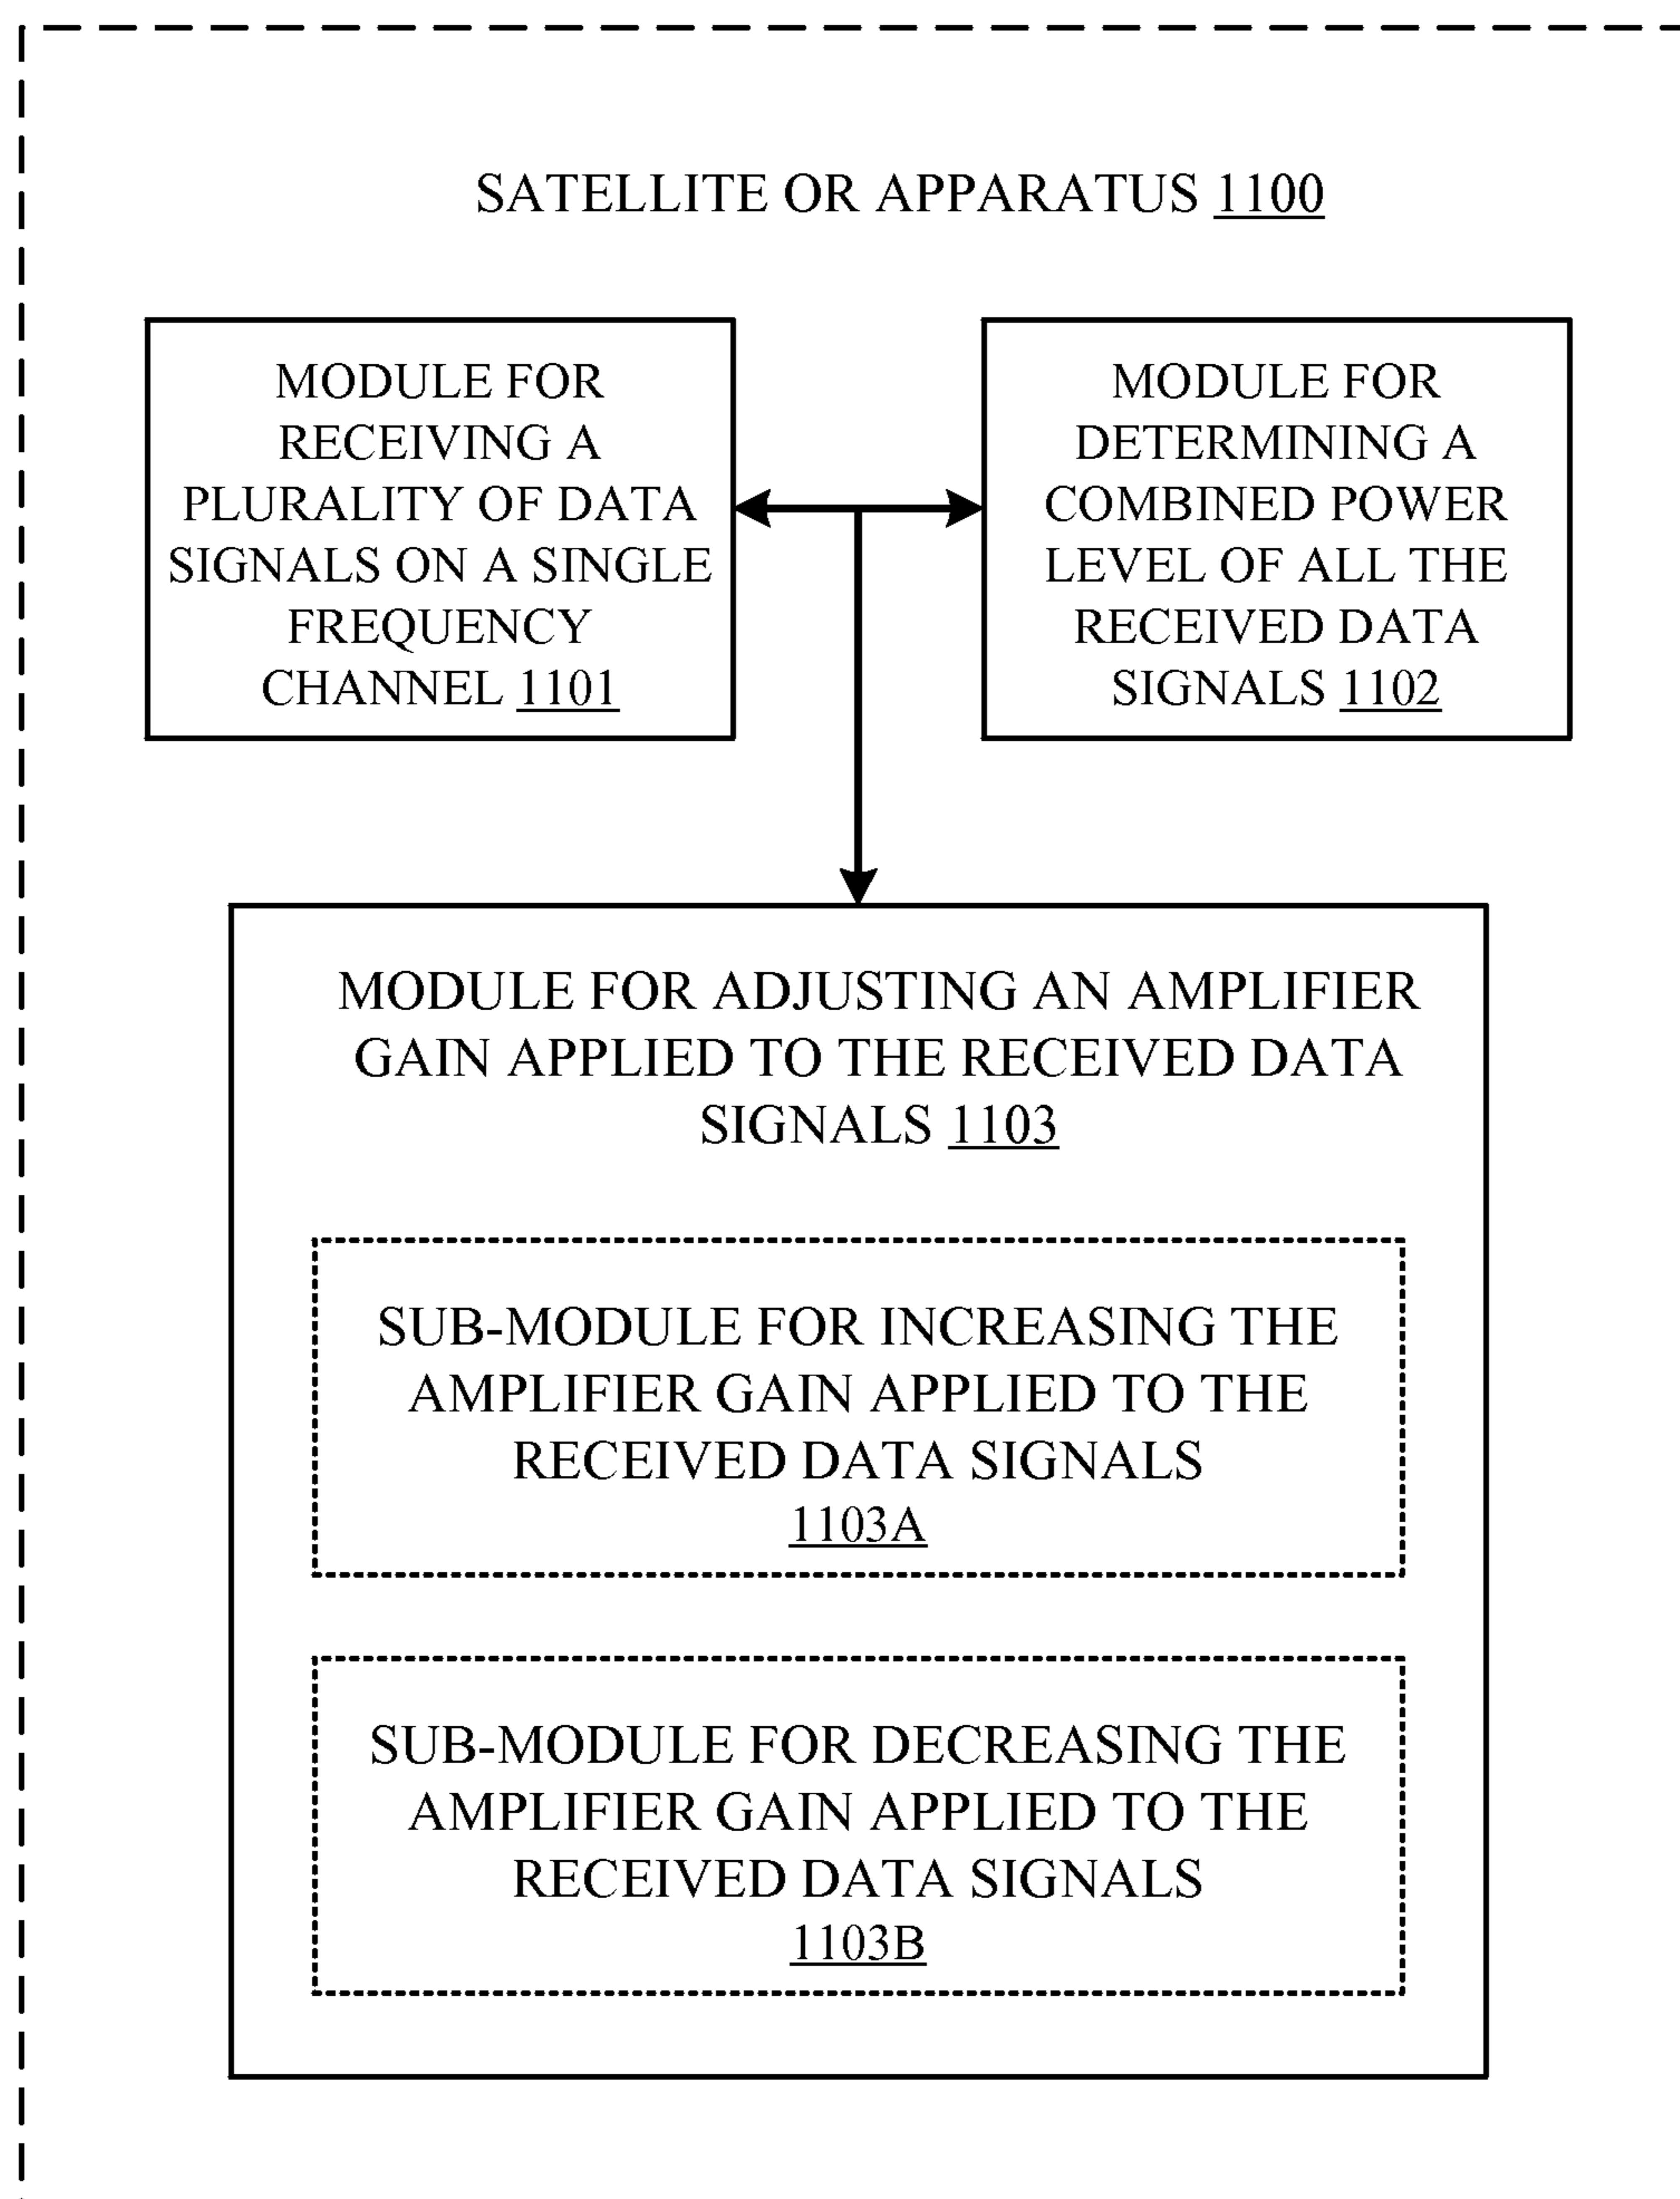 SATELLITE OR APPARATUS 1100
MODULE FOR
RECEIVING A
PLURALITY OF DATA
SIGNALS ON A SINGLE
FREQUENCY
CHANNEL 1101
MODULE FOR
DETERMINING A
COMBINED POWER
LEVEL OF ALL THE
RECEIVED DATA
SIGNALS 1102
MODULE FOR ADJUSTING AN AMPLIFIER
GAIN APPLIED TO THE RECEIVED DATA
SIGNALS 1103
SUB-MODULE FOR INCREASING THE
AMPLIFIER GAIN APPLIED TO THE
RECEIVED DATA SIGNALS
1103A
SUB-MODULE FOR DECREASING THE
AMPLIFIER GAIN APPLIED TO THE
RECEIVED DATA SIGNALS
1103B